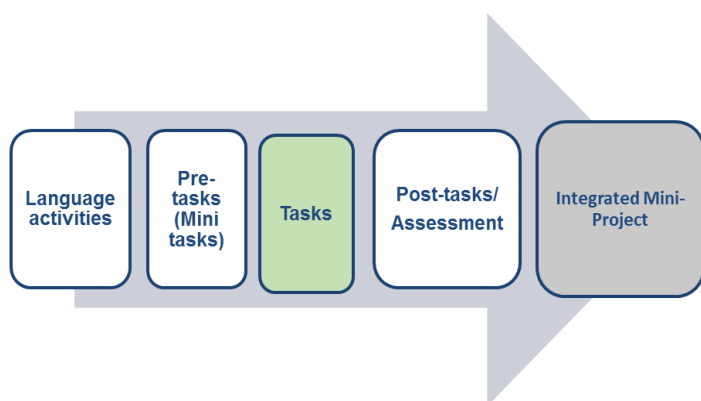 Language
activities
Pre-
tasks
(Mini
tasks)
Tasks
Post-tasks/
Assessment
Integrated Mini-
Project